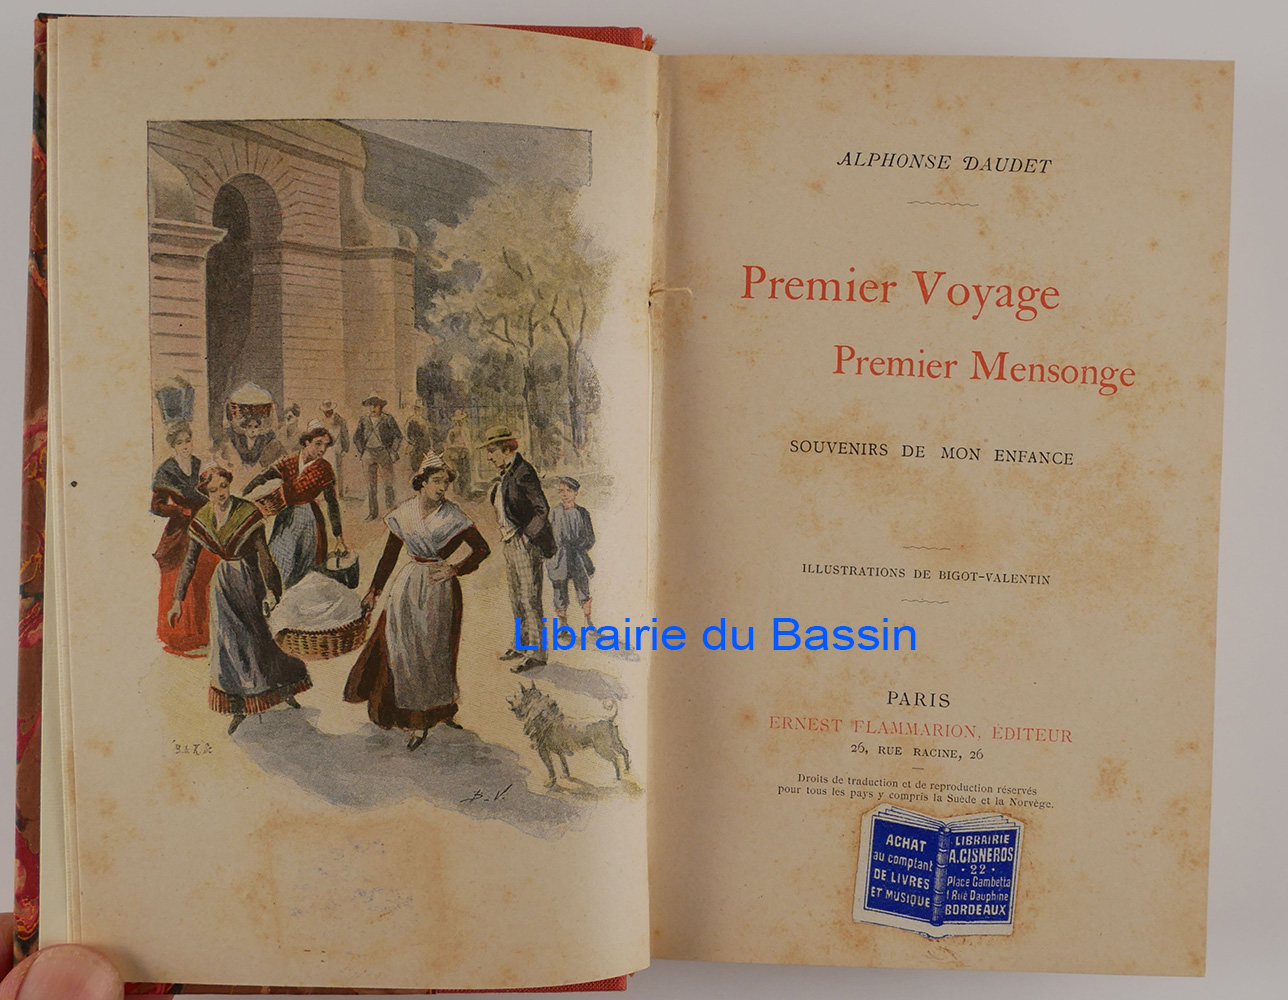 ALPHONSE DAUDET
Premier Voyage
Premier Mensonge
SOUVENIRS DE MON ENFANCE
ILLUSTRATIONS DE BIGOT-VALENTIN
Librairie du Bassin
PARIS
ERNEST FLAMMARION, ÉDITEUR
26, RUE RACINE, 26
Droits de traduction et de reproduction réservés
pour tous les pays y compris la Suède et la Norvège.
B. V.
ACHAT
au comptant
DE LIVRES
ET MUSIQUE
LIBRAIRIE
A. CISNEROS
· 22 ·
Place Gambetta
1 Rue Dauphine
BORDEAUX